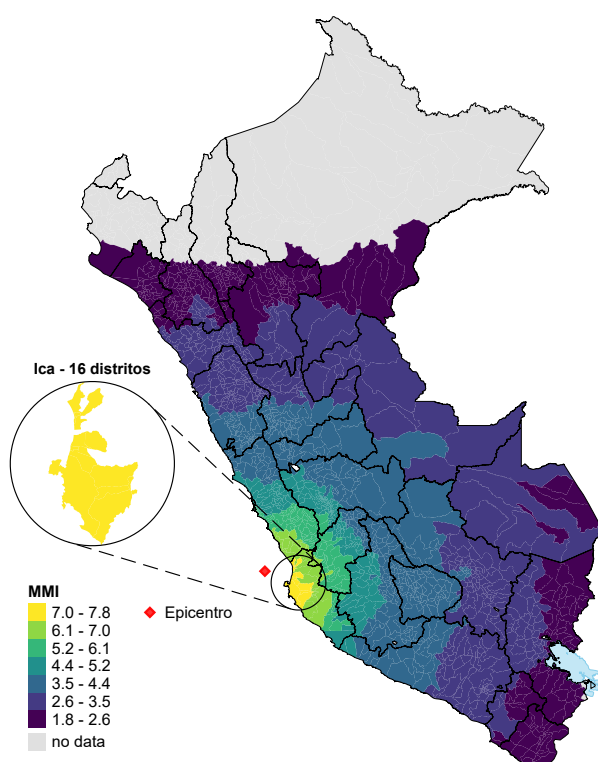 Ica - 16 distritos
MMI
7.0 - 7.8
6.1 - 7.0
5.2 - 6.1
4.4 - 5.2
3.5 - 4.4
2.6 - 3.5
1.8 - 2.6
no data
Epicentro